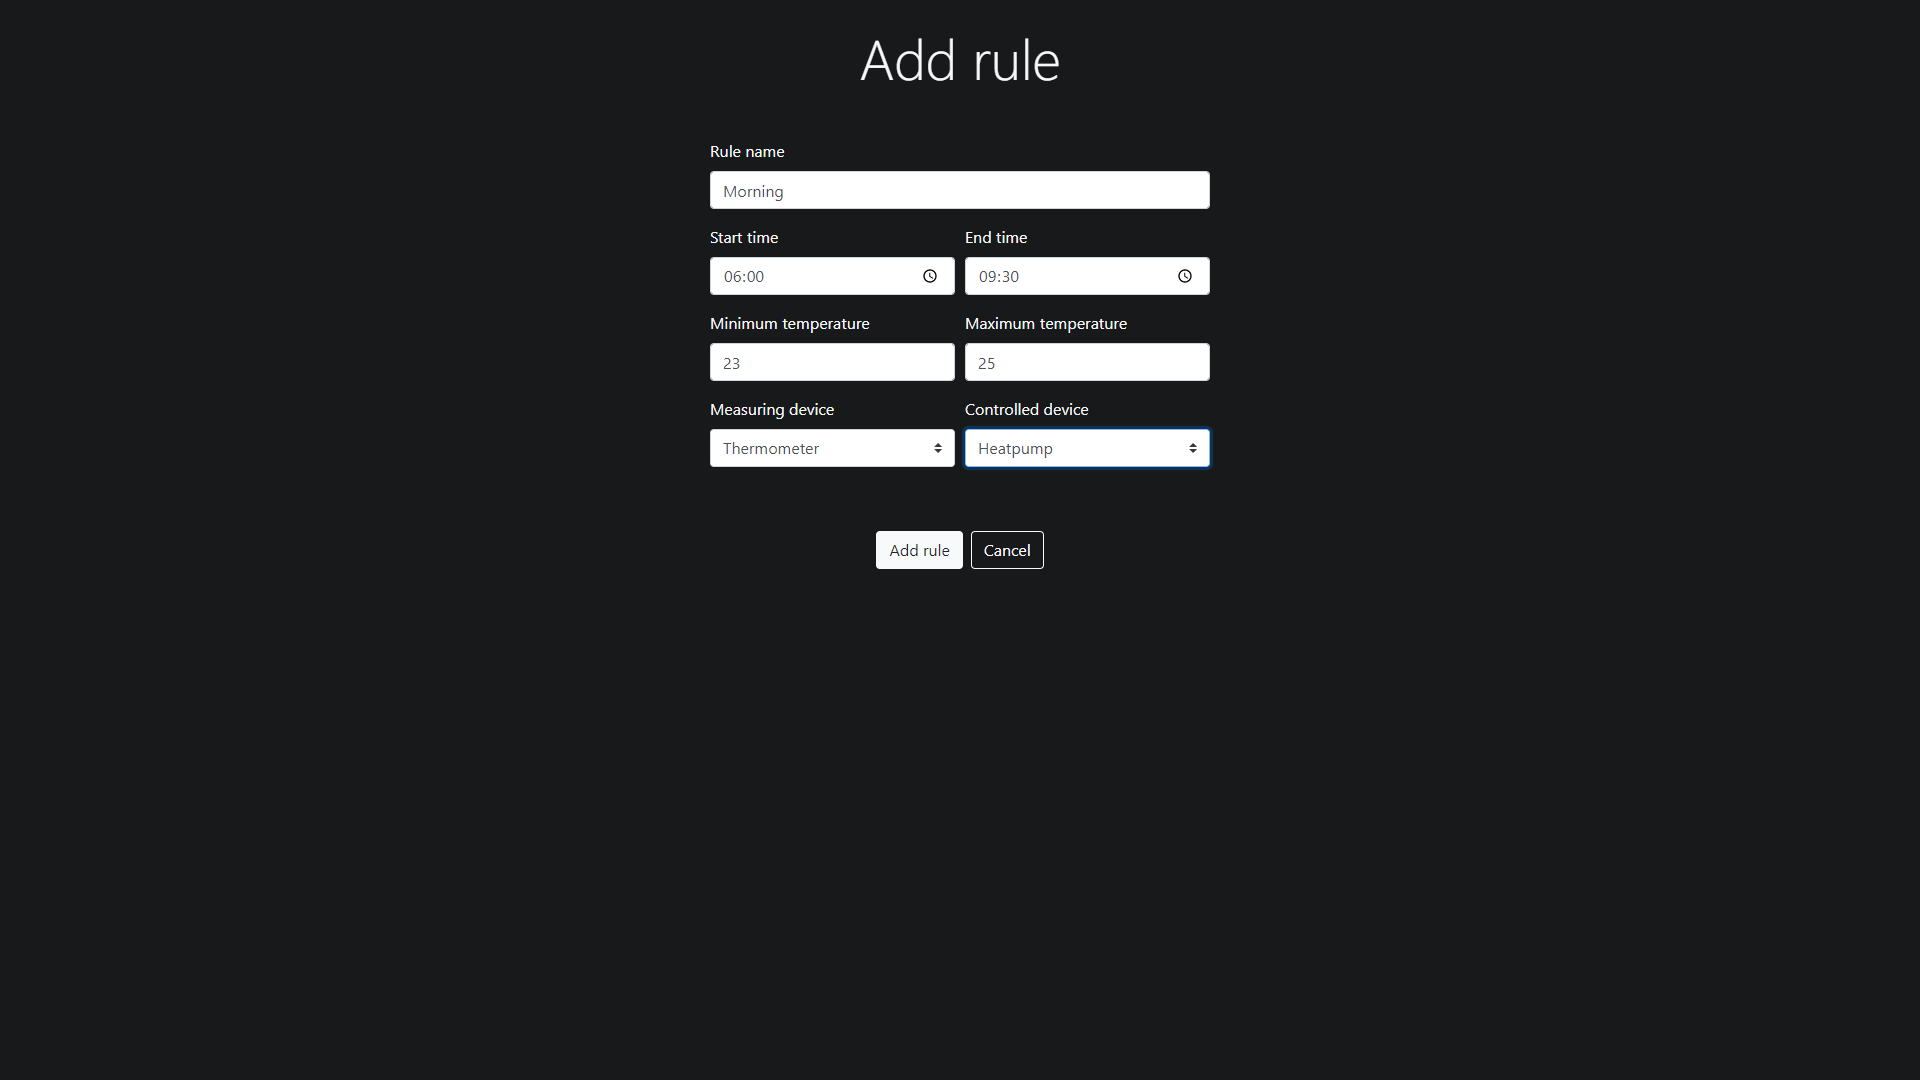 Add rule
Rule name
Morning
Start time End time
06:00 09:30
Minimum temperature Maximum temperature
23 25
Measuring device Controlled device
Thermometer Heatpump
Add rule Cancel